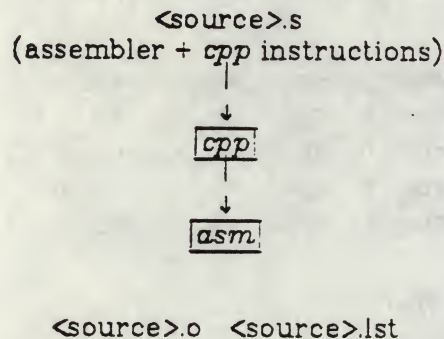 <source>.s
(assembler + cpp instructions)
cpp
asm
<source>.o <source>.lst